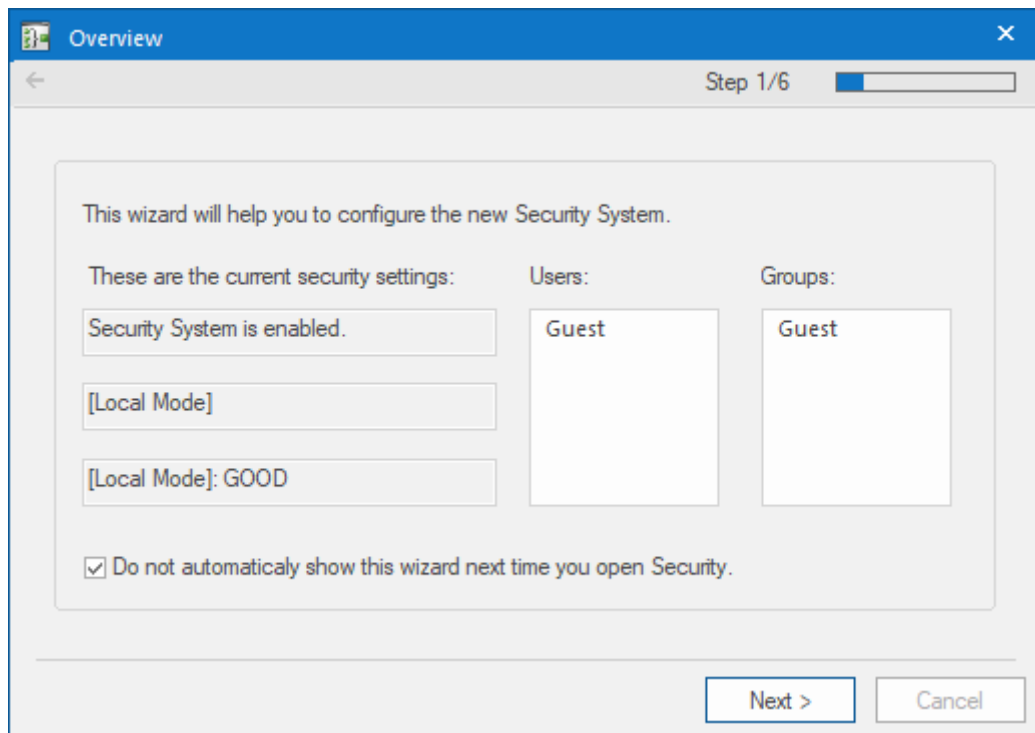 Overview
Step 1/6
This wizard will help you to configure the new Security System.
These are the current security settings:
Users:
Groups:
Security System is enabled.
Guest
Guest
[Local Mode]
[Local Mode]: GOOD
Do not automaticaly show this wizard next time you open Security.
Next >
Cancel